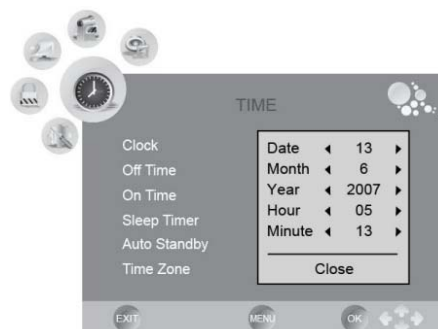 TIME
Clock
Off Time
On Time
Sleep Timer
Auto Standby
Time Zone
Date 13
Month 6
Year 2007
Hour 05
Minute 13
Close
EXIT
MENU
OK